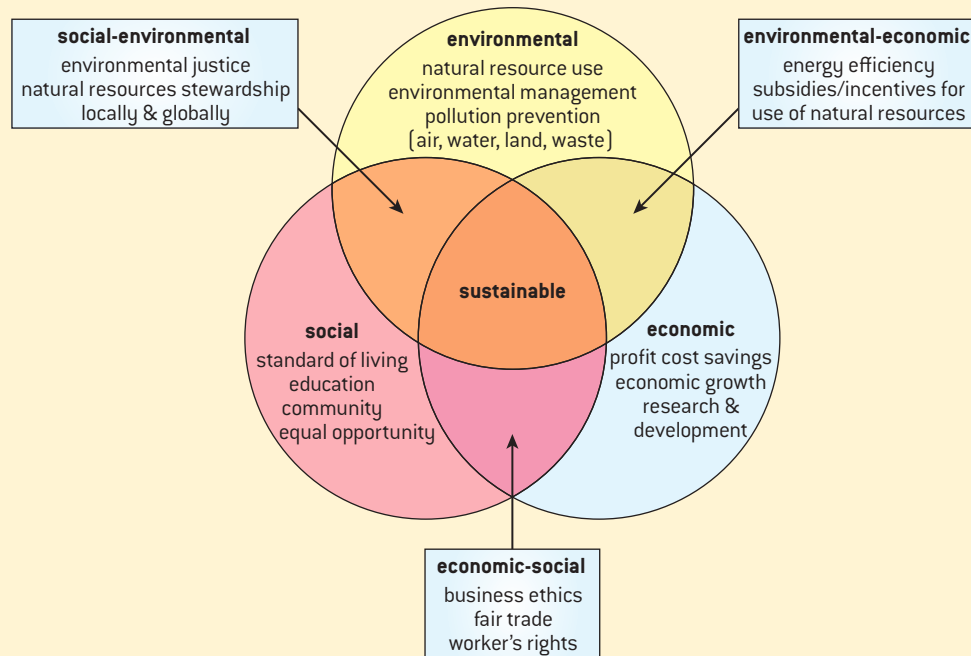 social-environmental
environmental justice
natural resources stewardship
locally & globally
environmental
natural resource use
environmental management
pollution prevention
(air, water, land, waste)
environmental-economic
energy efficiency
subsidies/incentives for
use of natural resources
sustainable
social
standard of living
education
community
equal opportunity
economic
profit cost savings
economic growth
research &
development
economic-social
business ethics
fair trade
worker’s rights